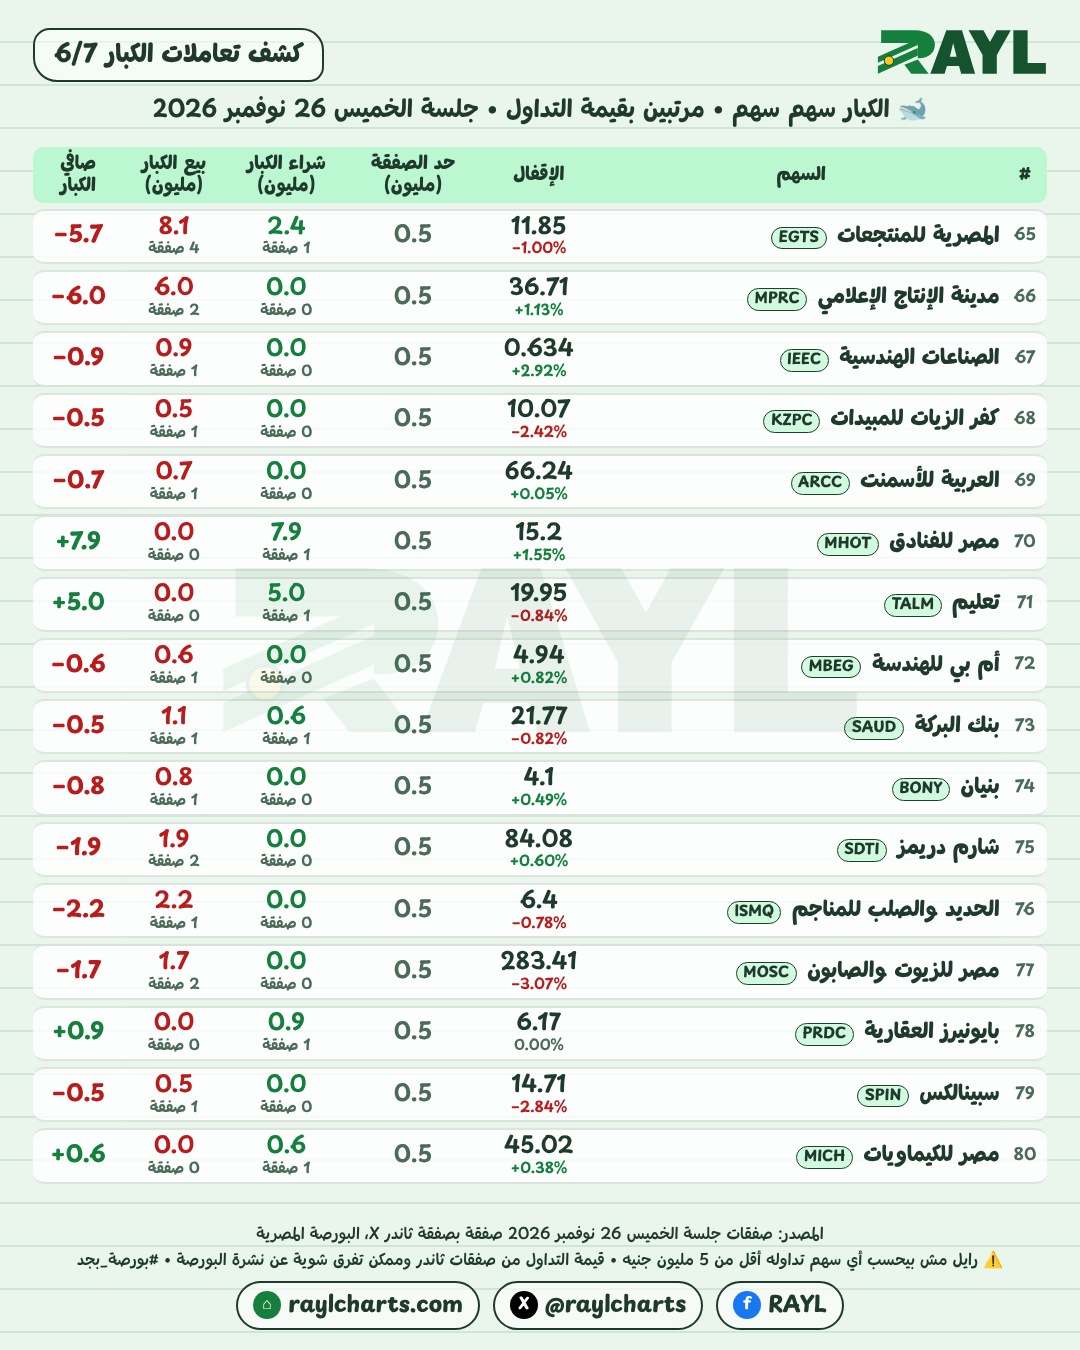 RAYL
كشف تعاملات الكبار 6/7
🐋 الكبار سهم سهم • مرتبين بقيمة التداول • جلسة الخميس 26 نوفمبر 2026
# السهم الإقفال حد الصفقة (مليون) شراء الكبار (مليون) بيع الكبار (مليون) صافي الكبار
65 المصرية للمنتجعات EGTS 11.85 −1.00% 0.5 2.4 1 صفقة 8.1 4 صفقة −5.7
66 مدينة الإنتاج الإعلامي MPRC 36.71 +1.13% 0.5 0.0 0 صفقة 6.0 2 صفقة −6.0
67 الصناعات الهندسية IEEC 0.634 +2.92% 0.5 0.0 0 صفقة 0.9 1 صفقة −0.9
68 كفر الزيات للمبيدات KZPC 10.07 −2.42% 0.5 0.0 0 صفقة 0.5 1 صفقة −0.5
69 العربية للأسمنت ARCC 66.24 +0.05% 0.5 0.0 0 صفقة 0.7 1 صفقة −0.7
70 مصر للفنادق MHOT 15.2 +1.55% 0.5 7.9 1 صفقة 0.0 0 صفقة +7.9
71 تعليم TALM 19.95 −0.84% 0.5 5.0 1 صفقة 0.0 0 صفقة +5.0
72 أم بي للهندسة MBEG 4.94 +0.82% 0.5 0.0 0 صفقة 0.6 1 صفقة −0.6
73 بنك البركة SAUD 21.77 −0.82% 0.5 0.6 1 صفقة 1.1 1 صفقة −0.5
74 بنيان BONY 4.1 +0.49% 0.5 0.0 0 صفقة 0.8 1 صفقة −0.8
75 شارم دريمز SDTI 84.08 +0.60% 0.5 0.0 0 صفقة 1.9 2 صفقة −1.9
76 الحديد والصلب للمناجم ISMQ 6.4 −0.78% 0.5 0.0 0 صفقة 2.2 1 صفقة −2.2
77 مصر للزيوت والصابون MOSC 283.41 −3.07% 0.5 0.0 0 صفقة 1.7 2 صفقة −1.7
78 بايونيرز العقارية PRDC 6.17 0.00% 0.5 0.9 1 صفقة 0.0 0 صفقة +0.9
79 سبينالكس SPIN 14.71 −2.84% 0.5 0.0 0 صفقة 0.5 1 صفقة −0.5
80 مصر للكيماويات MICH 45.02 +0.38% 0.5 0.6 1 صفقة 0.0 0 صفقة +0.6
RAYL
المصدر: صفقات جلسة الخميس 26 نوفمبر 2026 صفقة بصفقة ثاندر X، البورصة المصرية
⚠️ رايل مش بيحسب أي سهم تداوله أقل من 5 مليون جنيه • قيمة التداول من صفقات ثاندر وممكن تفرق شوية عن نشرة البورصة • #بورصة_بجد
raylcharts.com
X @raylcharts
f RAYL